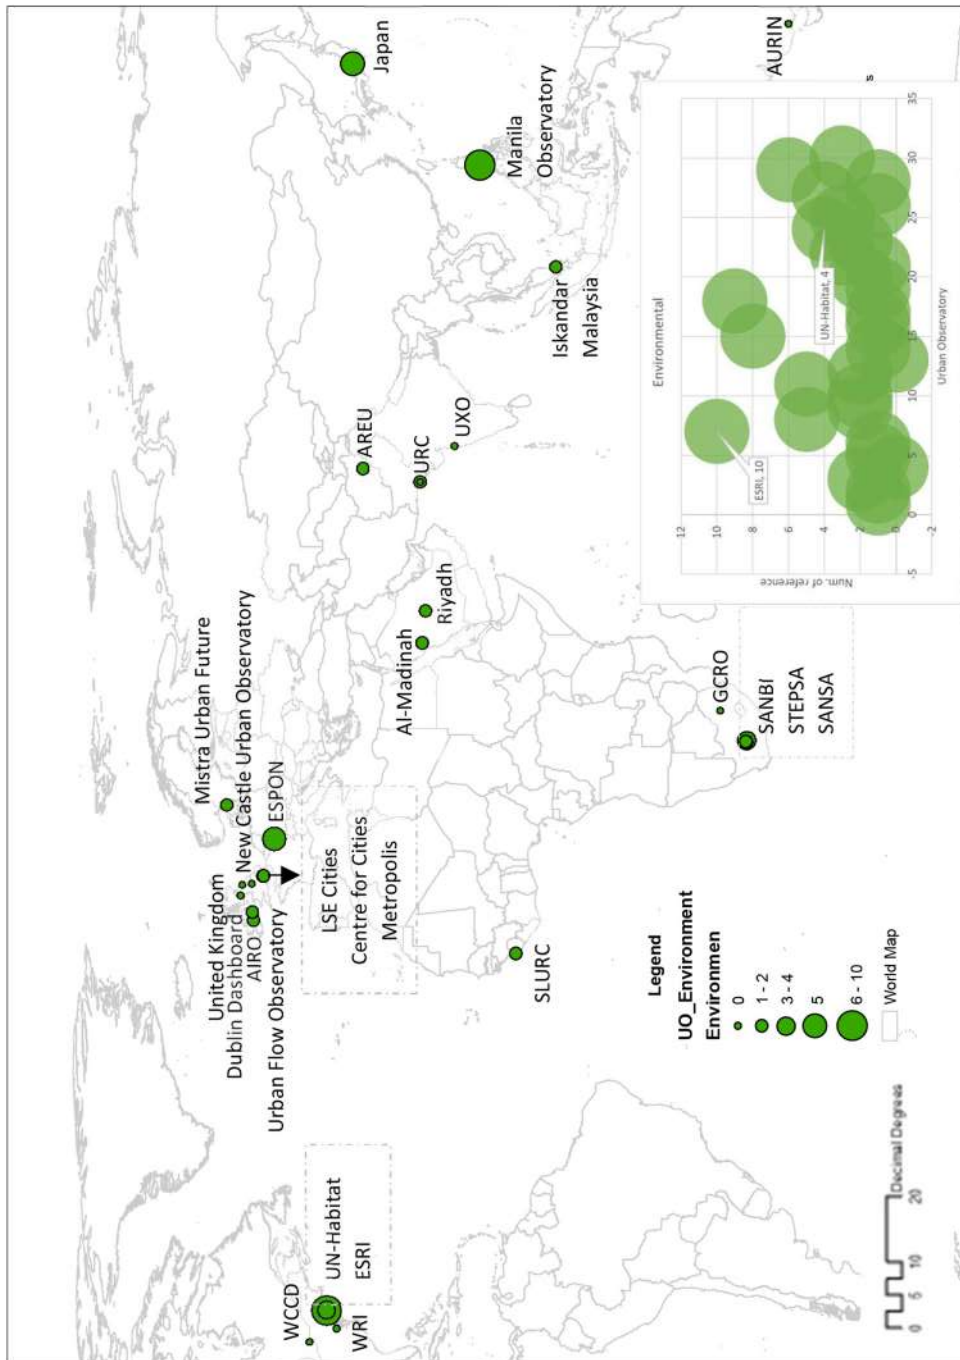 WCCD
UN-Habitat
ESRI
WRI
United Kingdom
Dublin Dashboard
AIRO
Urban Flow Observatory
Mistra Urban Future
New Castle Urban Observatory
ESPON
LSE Cities
Centre for Cities
Metropolis
Al-Madinah
Riyadh
AREU
URC
UXO
Japan
Manila
Observatory
Iskandar
Malaysia
SLURC
GCRO
SANBI
STEPSA
SANSA
AURIN
s
Legend
UO_Environment
Environmen
0
1 - 2
3 - 4
5
6 - 10
World Map
0 5 10 20
Decimal Degrees
Environmental
Num. of reference
12
10
8
6
4
2
0
-2
-5 0 5 10 15 20 25 30 35
Urban Observatory
ESRI, 10
UN-Habitat, 4